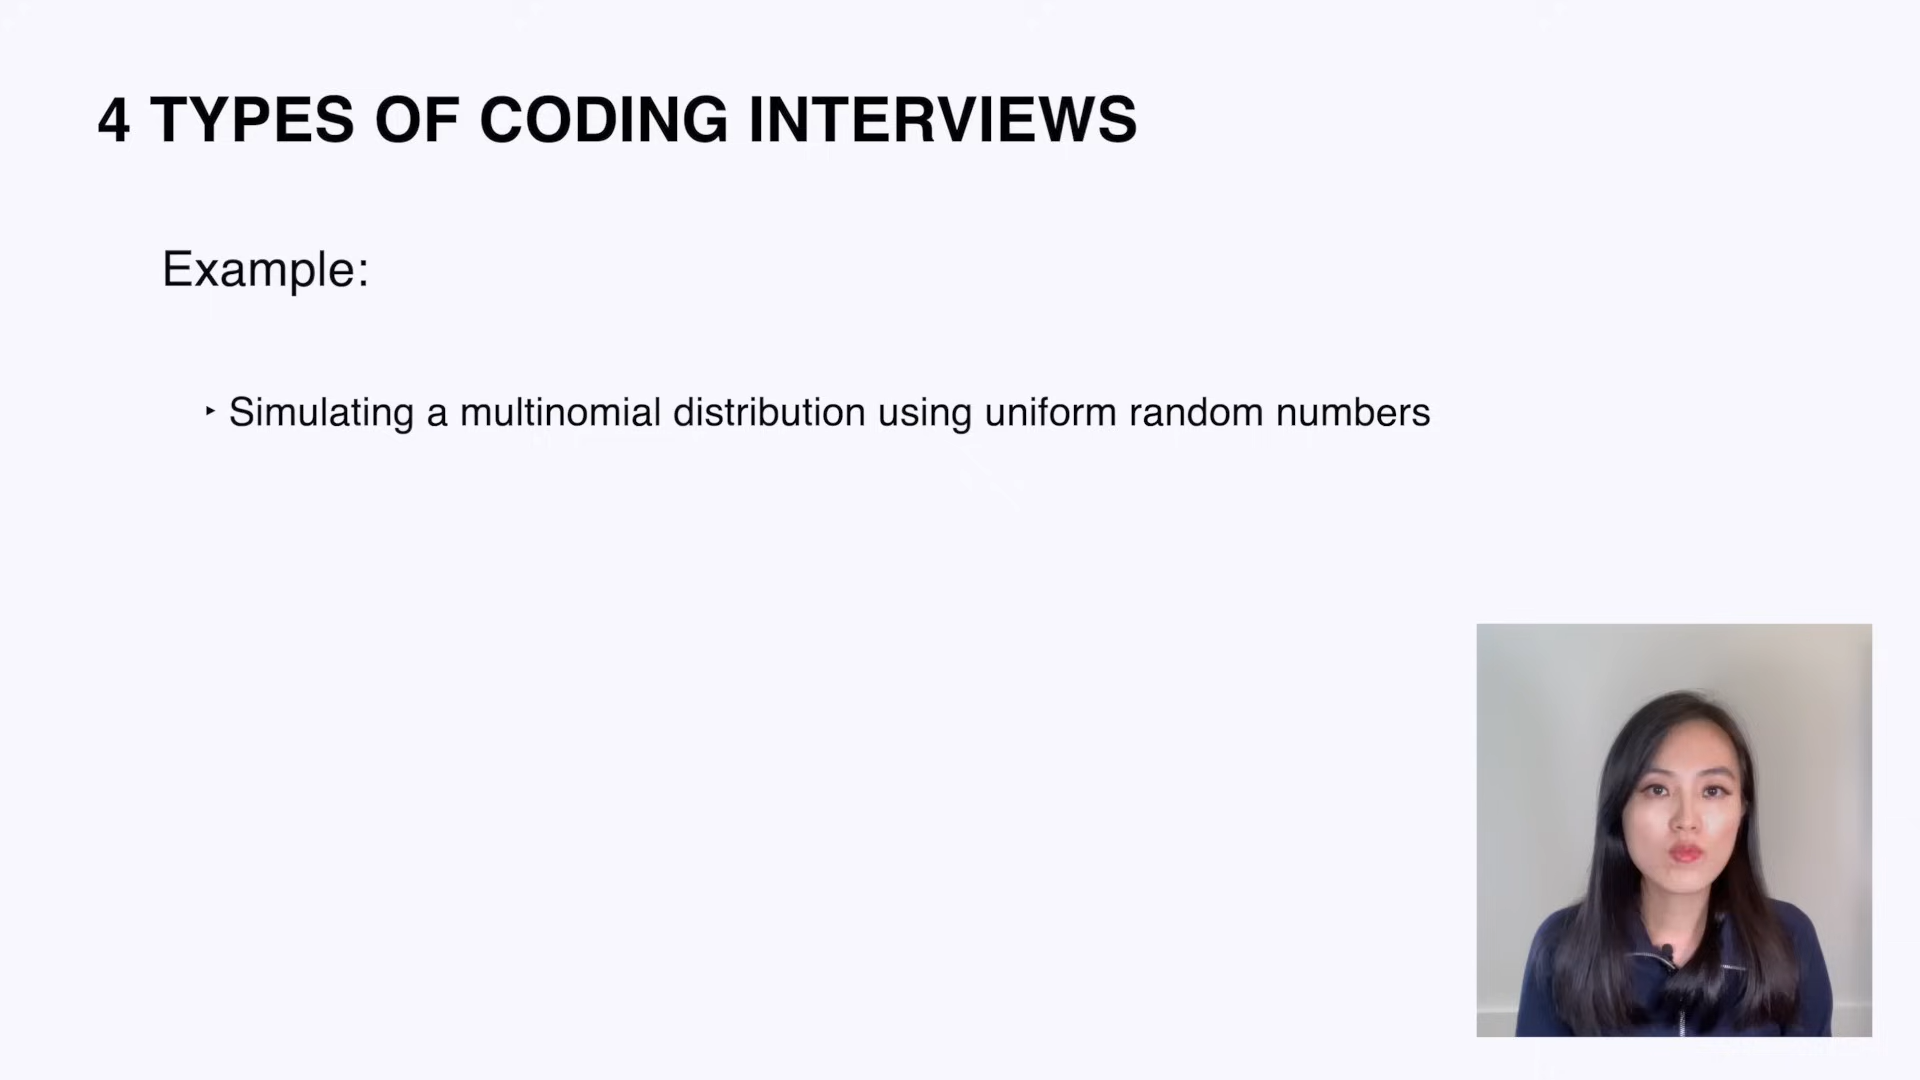 4 TYPES OF CODING INTERVIEWS
Example:
‣ Simulating a multinomial distribution using uniform random numbers